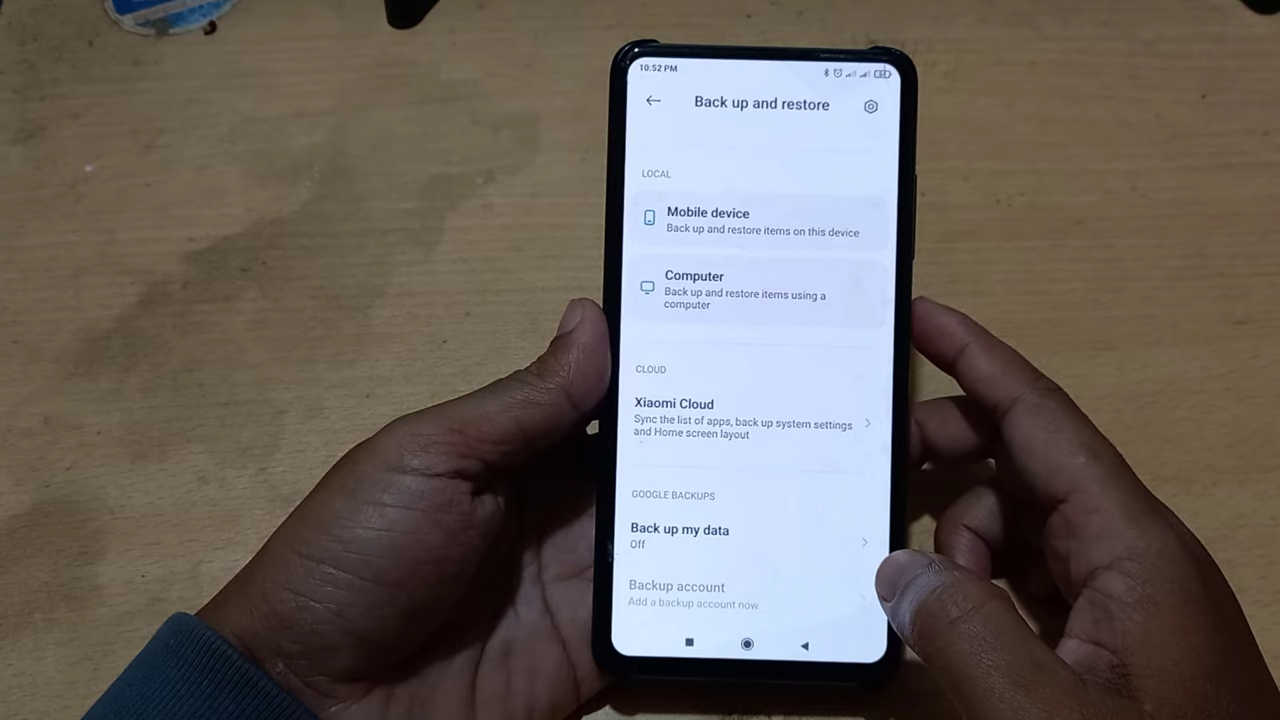 10:52 PM
Back up and restore
LOCAL
Mobile device
Back up and restore items on this device
Computer
Back up and restore items using a
computer
CLOUD
Xiaomi Cloud
Sync the list of apps, back up system settings
and Home screen layout
GOOGLE BACKUPS
Back up my data
Off
Backup account
Add a backup account now